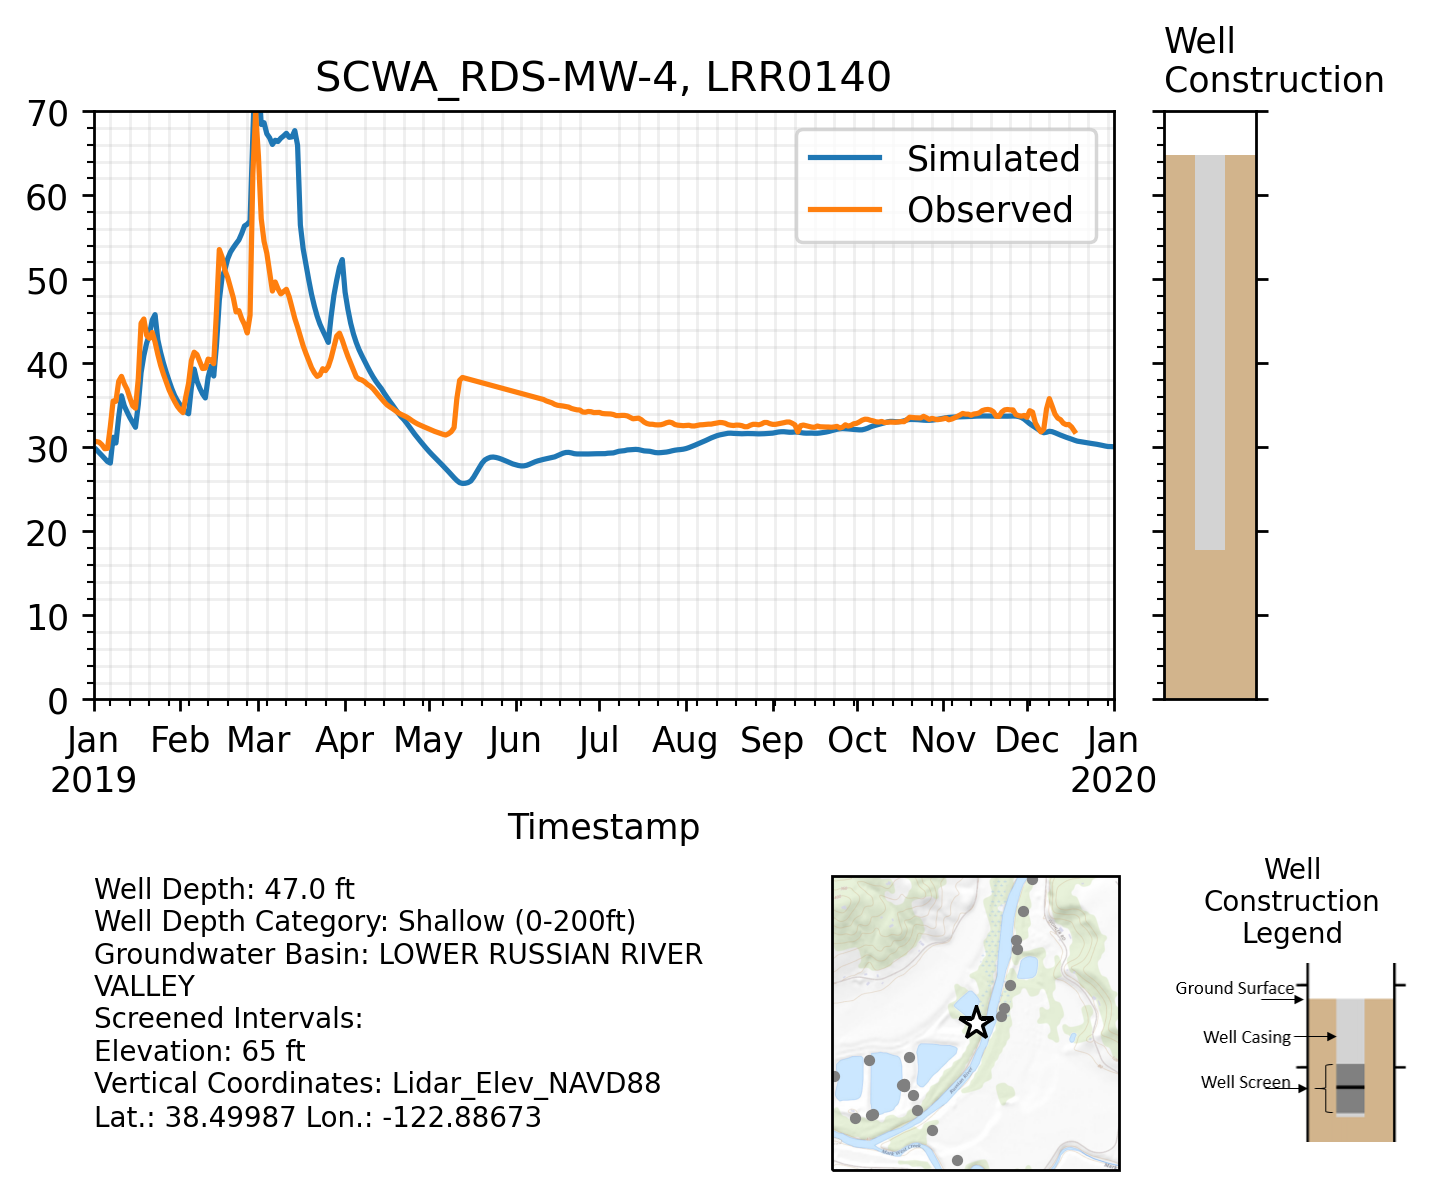 Well
Construction
SCWA_RDS-MW-4, LRR0140
70
60
50
40
30
20
10
0
Simulated
Observed
Jan Feb Mar Apr May Jun Jul Aug Sep Oct Nov Dec Jan
2019 2020
Timestamp
Well Depth: 47.0 ft
Well Depth Category: Shallow (0-200ft)
Groundwater Basin: LOWER RUSSIAN RIVER
VALLEY
Screened Intervals:
Elevation: 65 ft
Vertical Coordinates: Lidar_Elev_NAVD88
Lat.: 38.49987 Lon.: -122.88673
Well
Construction
Legend
Ground Surface
Well Casing
Well Screen